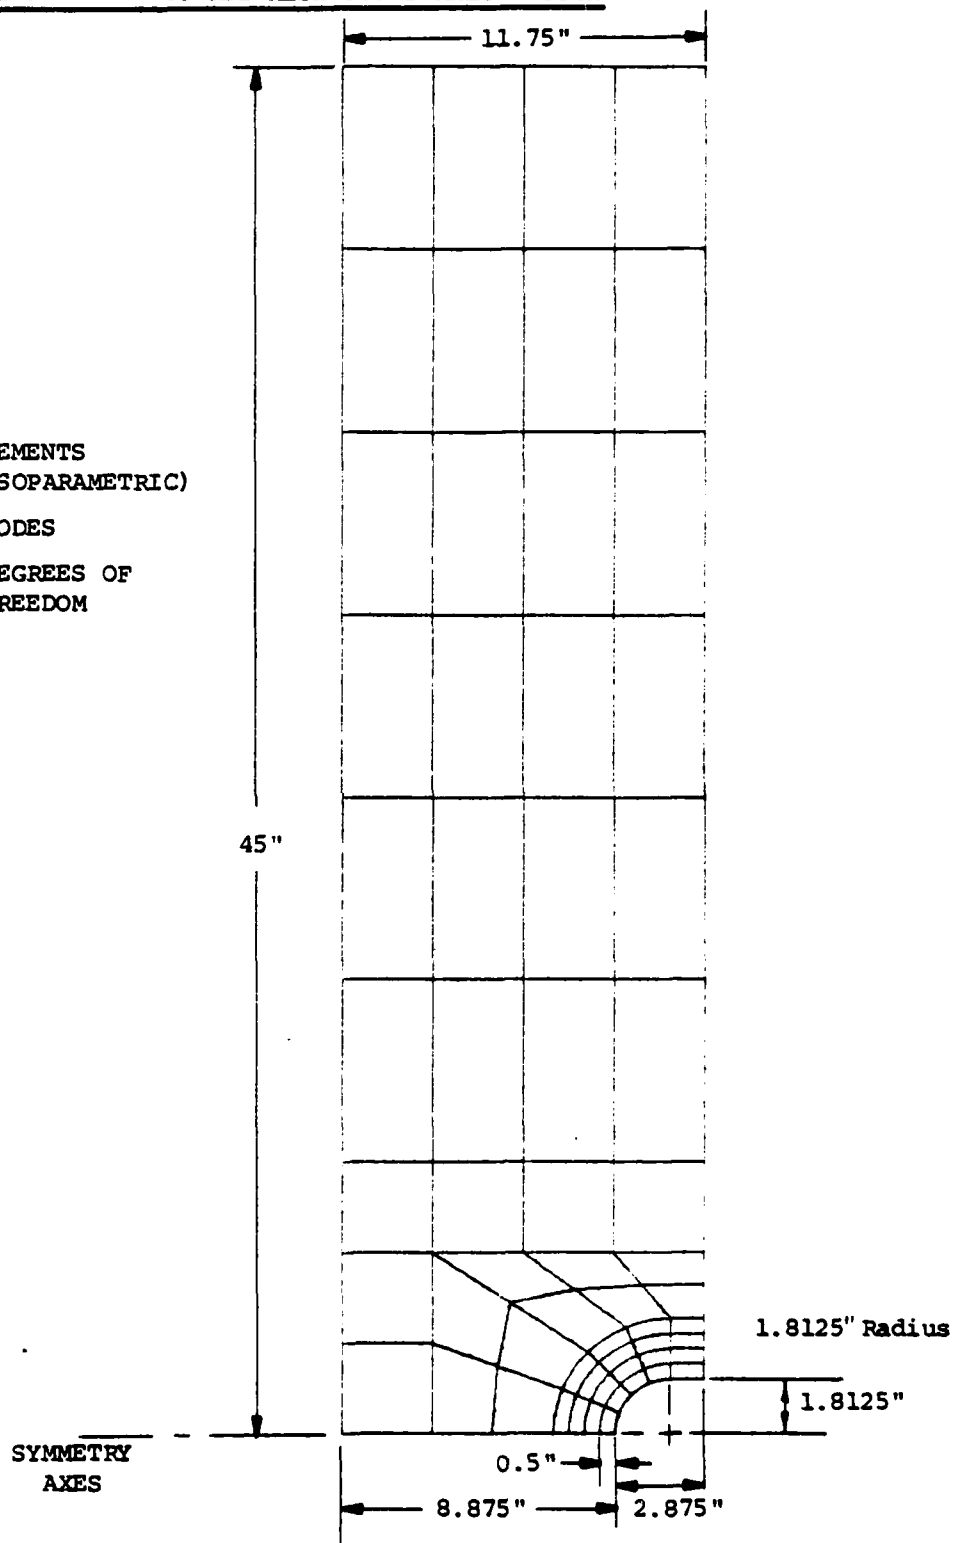 11.75"
EMENTS
SOPARAMETRIC)
ODES
EGREES OF
REEDOM
45"
1.8125" Radius
1.8125"
SYMMETRY
AXES
0.5"
8.875"
2.875"